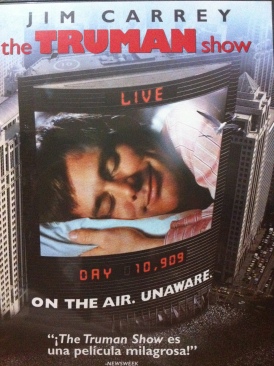 JIM CARREY
the TRUMAN show
LIVE
DAY 10,909
ON THE AIR. UNAWARE.
“¡The Truman Show es
una película milagrosa!”
-NEWSWEEK